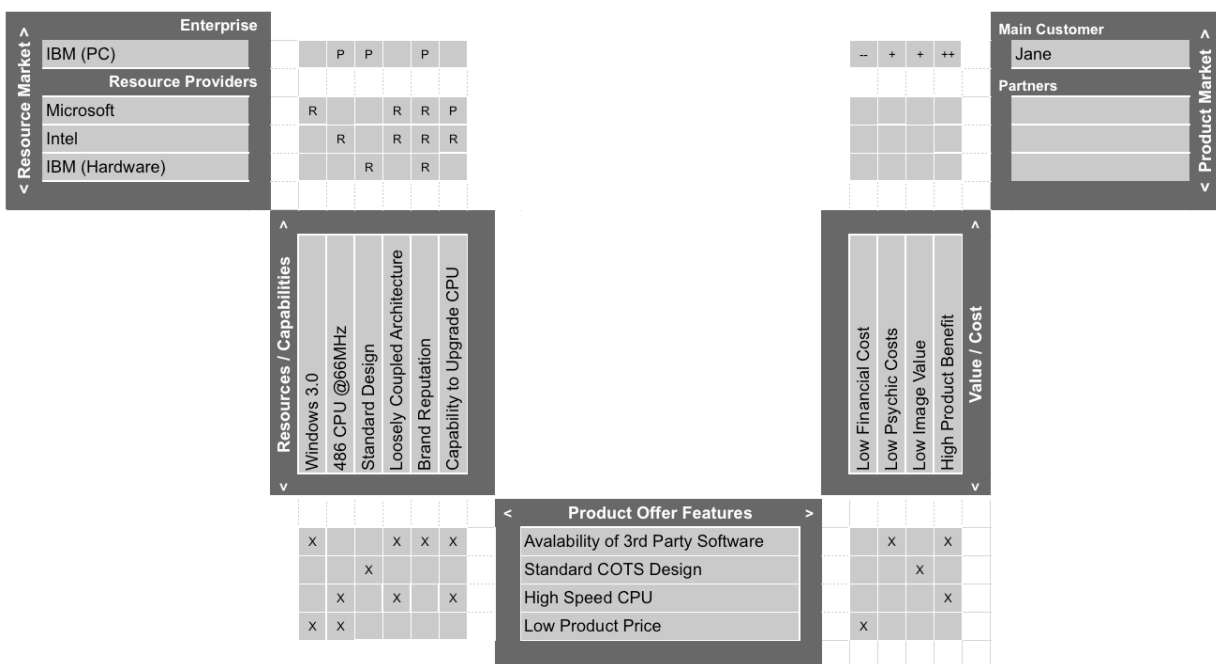 Enterprise
< Resource Market >
IBM (PC)
P P P
-- + + ++
Main Customer
Jane
< Product Market >
Resource Providers
Partners
Microsoft
R R R P
Intel
R R R R
IBM (Hardware)
R R
< Resources / Capabilities >
Windows 3.0
486 CPU @66MHz
Standard Design
Loosely Coupled Architecture
Brand Reputation
Capability to Upgrade CPU
Low Financial Cost
Low Psychic Costs
Low Image Value
High Product Benefit
< Value / Cost >
< Product Offer Features >
X X X X
Avalability of 3rd Party Software
X X
X
Standard COTS Design
X
X X X
High Speed CPU
X
X X
Low Product Price
X